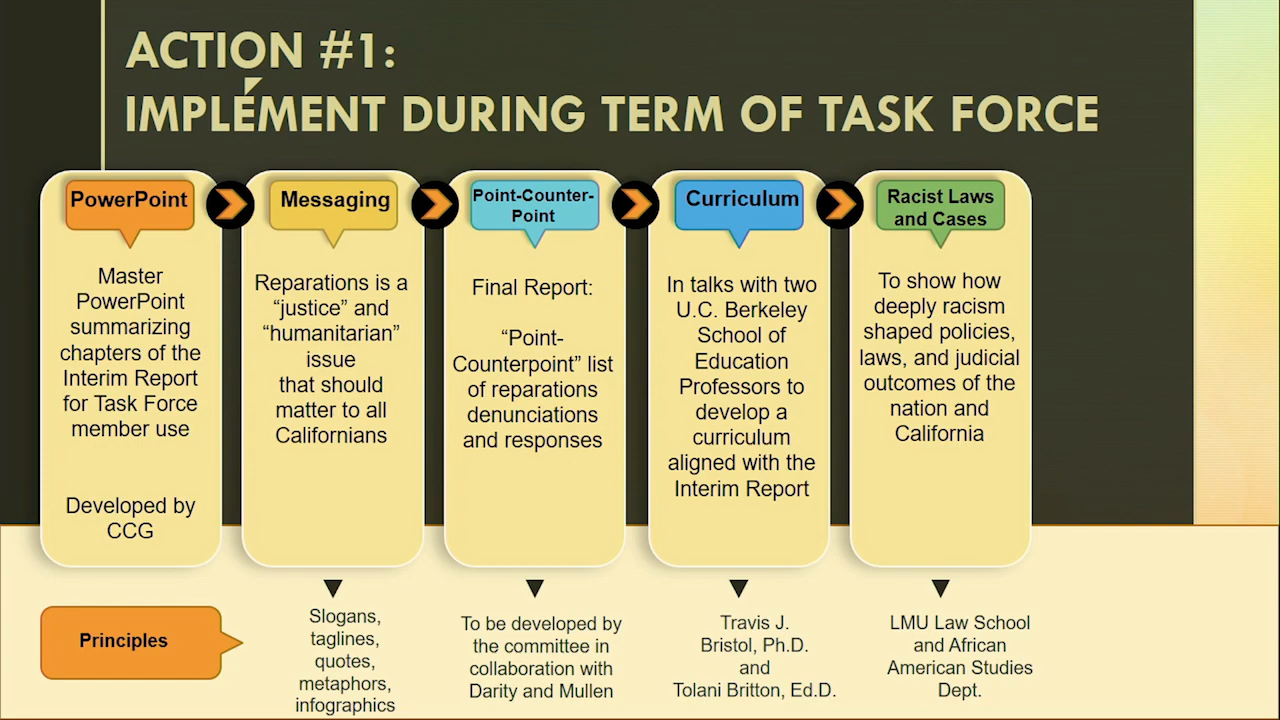 ACTION #1:
IMPLEMENT DURING TERM OF TASK FORCE
PowerPoint
Master
PowerPoint
summarizing
chapters of the
Interim Report
for Task Force
member use
Developed by
CCG
Messaging
Reparations is a
“justice” and
“humanitarian”
issue
that should
matter to all
Californians
Point-Counter-
Point
Final Report:
“Point-
Counterpoint” list
of reparations
denunciations
and responses
Curriculum
In talks with two
U.C. Berkeley
School of
Education
Professors to
develop a
curriculum
aligned with the
Interim Report
Racist Laws
and Cases
To show how
deeply racism
shaped policies,
laws, and judicial
outcomes of the
nation and
California
Principles
Slogans,
taglines,
quotes,
metaphors,
infographics
To be developed by
the committee in
collaboration with
Darity and Mullen
Travis J.
Bristol, Ph.D.
and
Tolani Britton, Ed.D.
LMU Law School
and African
American Studies
Dept.